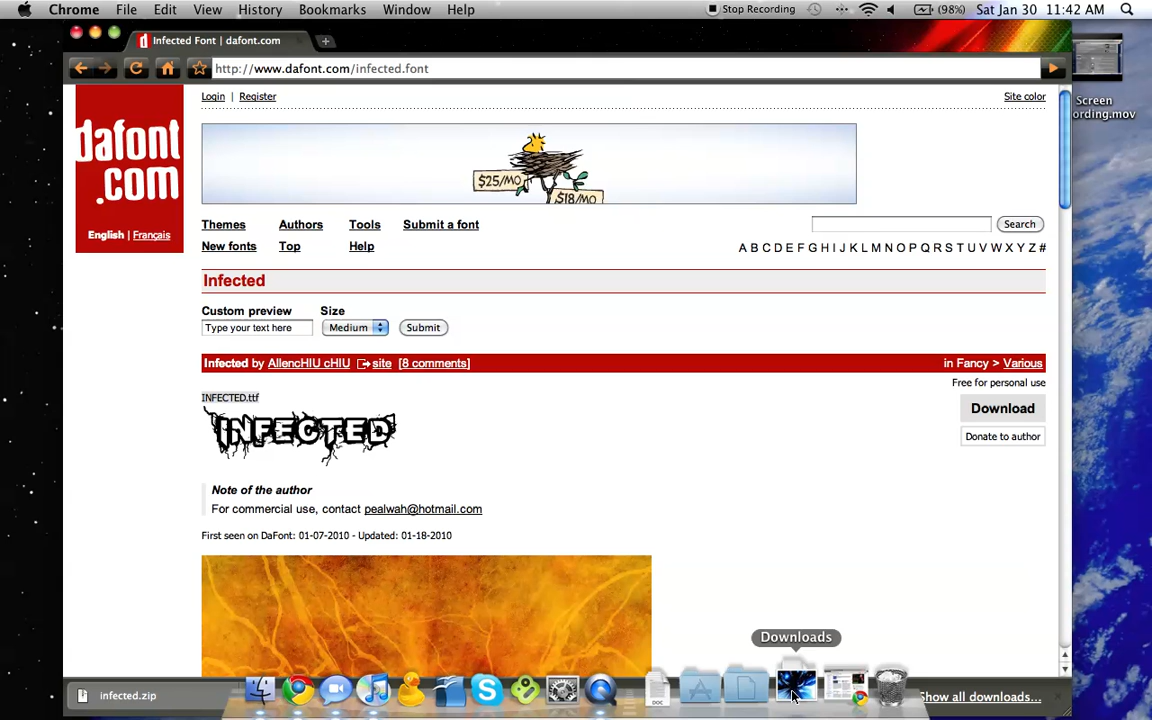 Chrome File Edit View History Bookmarks Window Help Stop Recording (98%) Sat Jan 30 11:42 AM
Infected Font | dafont.com
http://www.dafont.com/infected.font
Login | Register Site color
dafont
.com
English | Français
$25/MO
$18/MO
Themes Authors Tools Submit a font Search
New fonts Top Help A B C D E F G H I J K L M N O P Q R S T U V W X Y Z #
Infected
Custom preview Size
Type your text here Medium Submit
Infected by AllencHIU cHIU site [8 comments] in Fancy > Various
Free for personal use
INFECTED.ttf
INFECTED
Download
Donate to author
Note of the author
For commercial use, contact pealwah@hotmail.com
First seen on DaFont: 01-07-2010 - Updated: 01-18-2010
Downloads
infected.zip
DOC
Show all downloads...
Screen
ording.mov